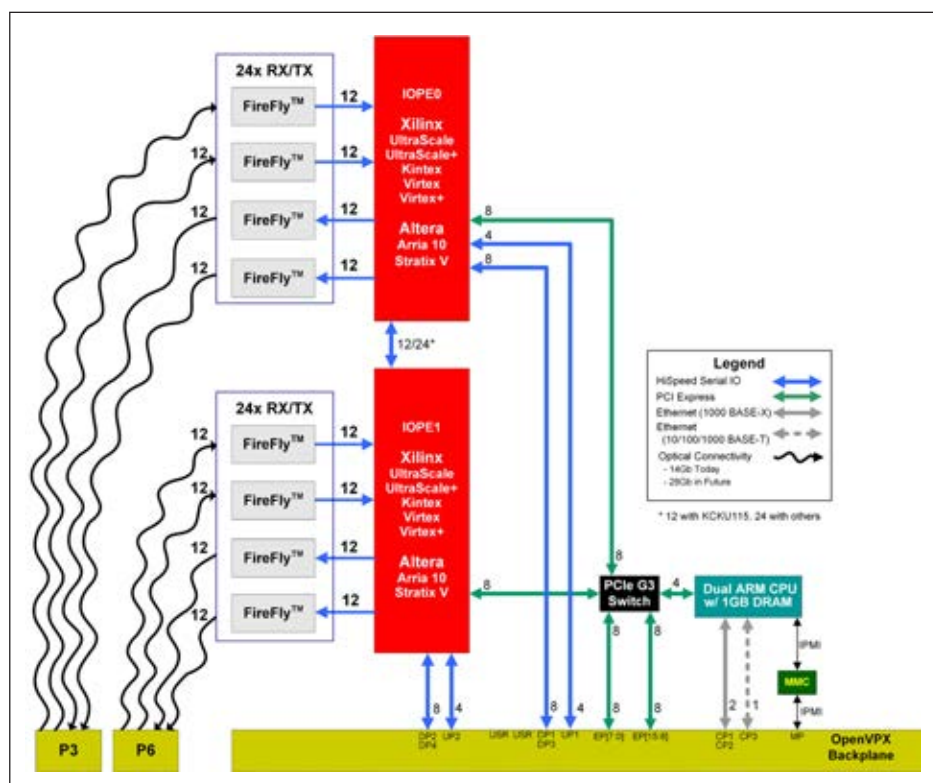 24x RX/TX
FireFly™
12
12
FireFly™
12
12
FireFly™
12
12
FireFly™
12
IOPE0
Xilinx
UltraScale
UltraScale+
Kintex
Virtex
Virtex+
Altera
Arria 10
Stratix V
8
4
8
12/24*
Legend
HiSpeed Serial IO
PCI Express
Ethernet (1000 BASE-X)
Ethernet
(10/100/1000 BASE-T)
Optical Connectivity
- 14Gb Today
- 28Gb in Future
* 12 with KCKU115, 24 with others
24x RX/TX
12
FireFly™
12
12
FireFly™
12
12
FireFly™
12
12
FireFly™
12
IOPE1
Xilinx
UltraScale
UltraScale+
Kintex
Virtex
Virtex+
Altera
Arria 10
Stratix V
8
8
PCIe G3
Switch
4
Dual ARM CPU
w/ 1GB DRAM
8
8
IPMI
MMC
IPMI
8
4
8
4
8
8
2
1
P3
P6
DP2
DP4
UP2
USR
USR
DP1
DP3
UP1
EP[7:0]
EP[15:8]
CP1
CP2
CP3
MP
OpenVPX
Backplane